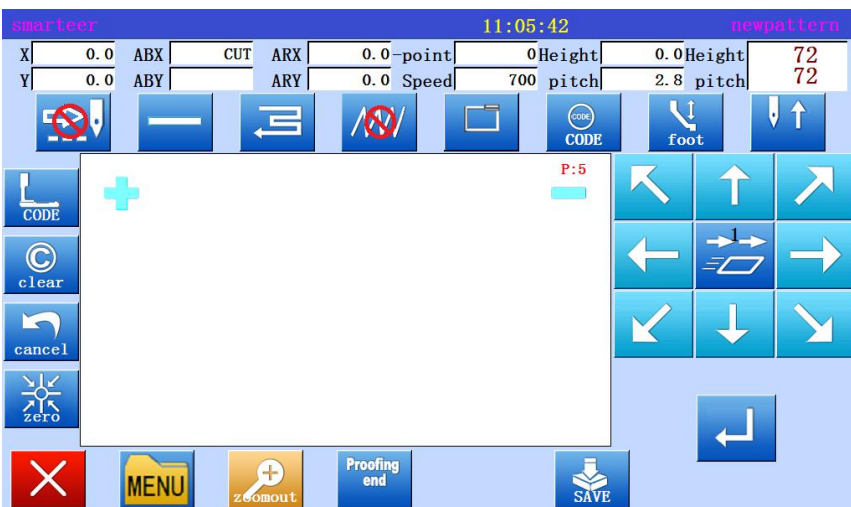 smarteer 11:05:42 newpattern
X 0.0 ABX CUT ARX 0.0 -point 0 Height 0.0 Height 72
Y 0.0 ABY ARY 0.0 Speed 700 pitch 2.8 pitch 72
CODE
CODE foot
P:5
CODE
1
© clear
cancel
zero
MENU
zoomout
Proofing
end
SAVE